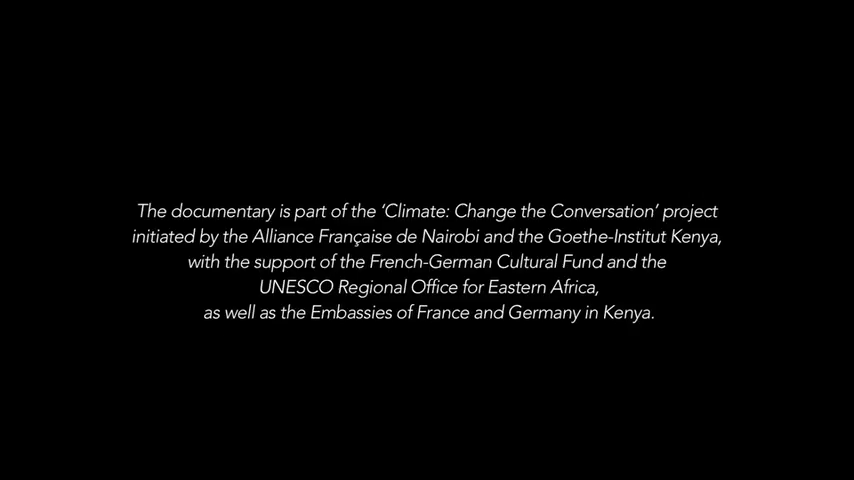 The documentary is part of the ‘Climate: Change the Conversation’ project
initiated by the Alliance Française de Nairobi and the Goethe-Institut Kenya,
with the support of the French-German Cultural Fund and the
UNESCO Regional Office for Eastern Africa,
as well as the Embassies of France and Germany in Kenya.